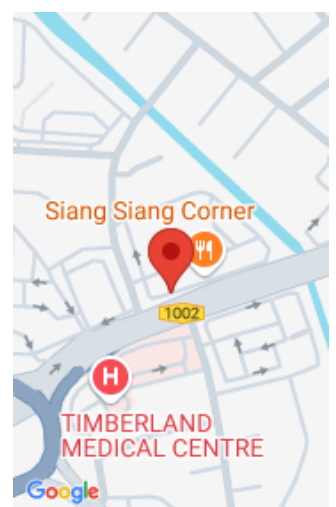 Siang Siang Corner
1002
H
TIMBERLAND
MEDICAL CENTRE
Google